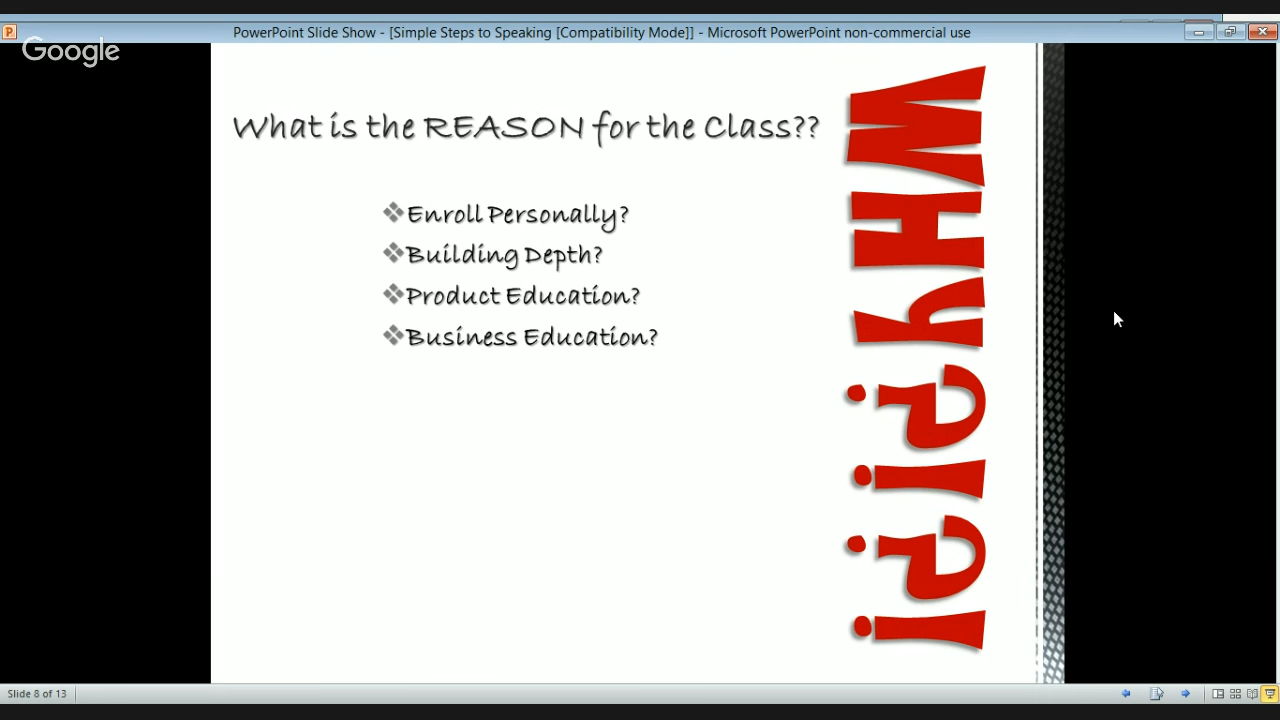 PowerPoint Slide Show - [Simple Steps to Speaking [Compatibility Mode]] - Microsoft PowerPoint non-commercial use
Google
What is the REASON for the Class??
Enroll Personally?
Building Depth?
Product Education?
Business Education?
WHY?!?!
Slide 8 of 13